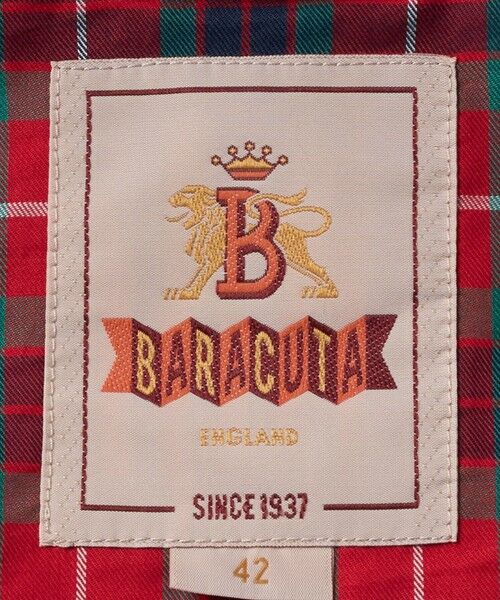 B
BARACUTA
ENGLAND
SINCE 1937
42